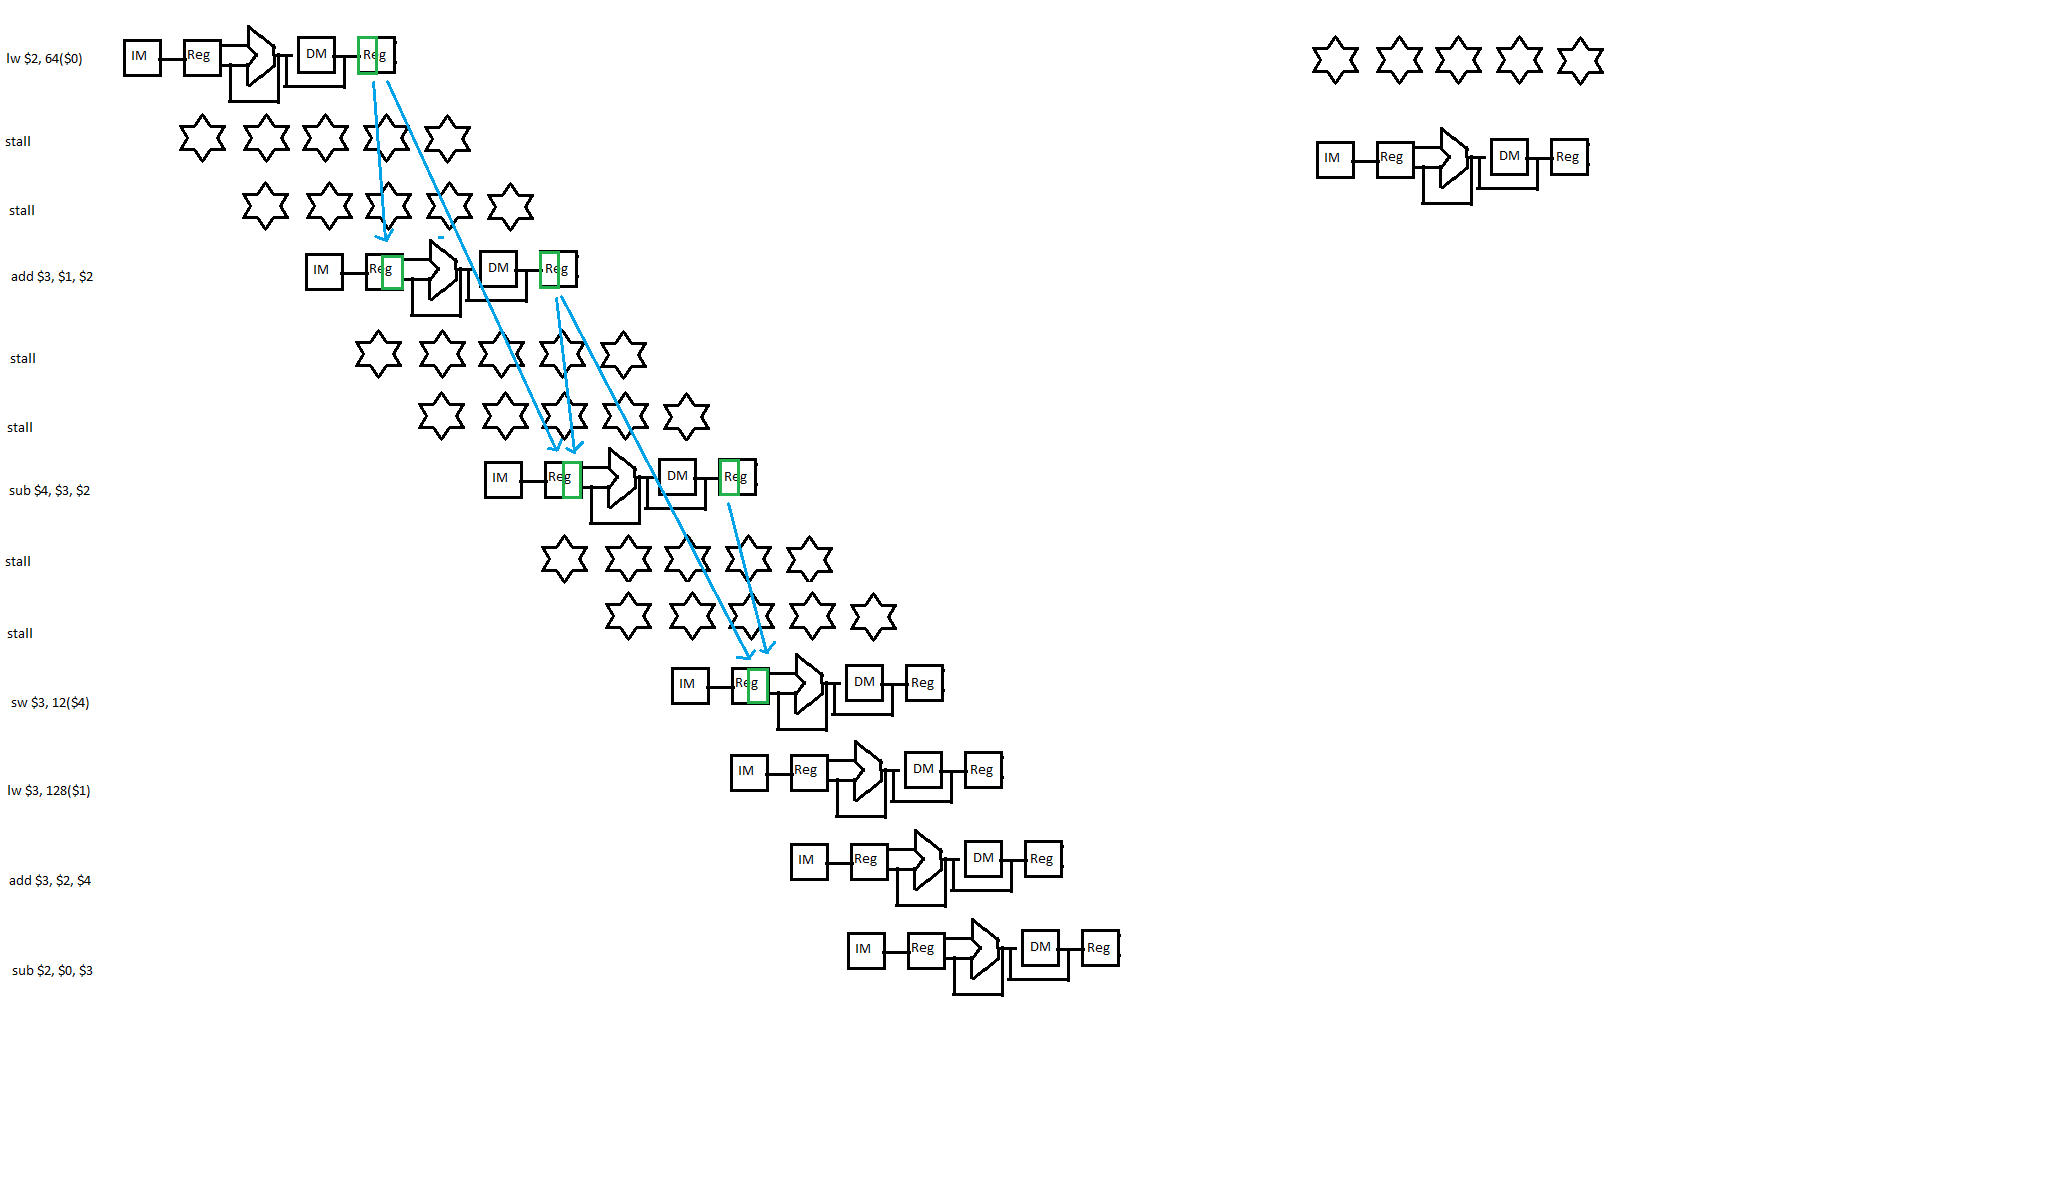 lw $2, 64($0) IM Reg DM Reg
stall
IM Reg DM Reg
stall
add $3, $1, $2 IM Reg DM Reg
stall
stall
sub $4, $3, $2 IM Reg DM Reg
stall
stall
sw $3, 12($4) IM Reg DM Reg
lw $3, 128($1) IM Reg DM Reg
add $3, $2, $4 IM Reg DM Reg
sub $2, $0, $3 IM Reg DM Reg